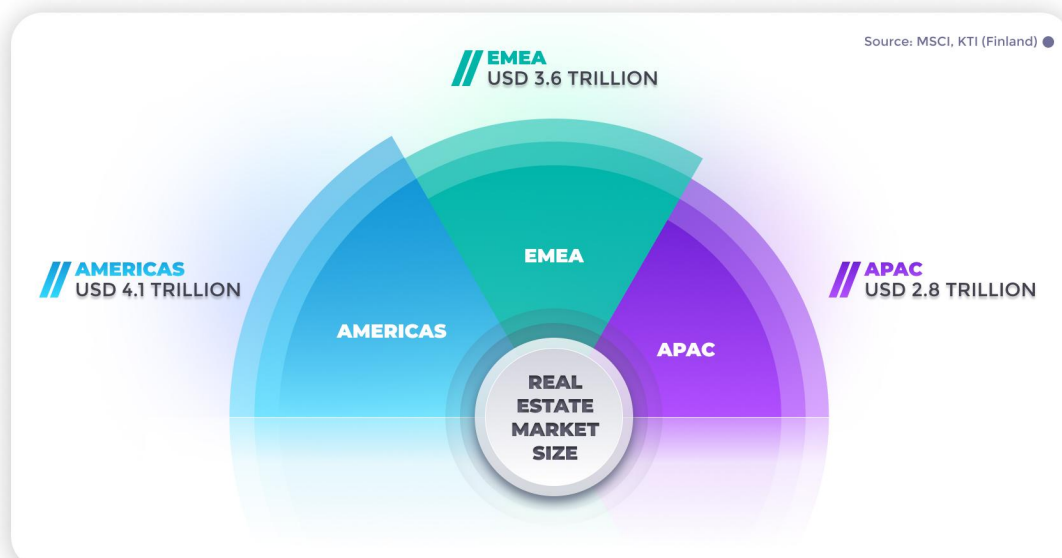 Source: MSCI, KTI (Finland)
EMEA
USD 3.6 TRILLION
EMEA
AMERICAS
USD 4.1 TRILLION
APAC
USD 2.8 TRILLION
AMERICAS
APAC
REAL
ESTATE
MARKET
SIZE